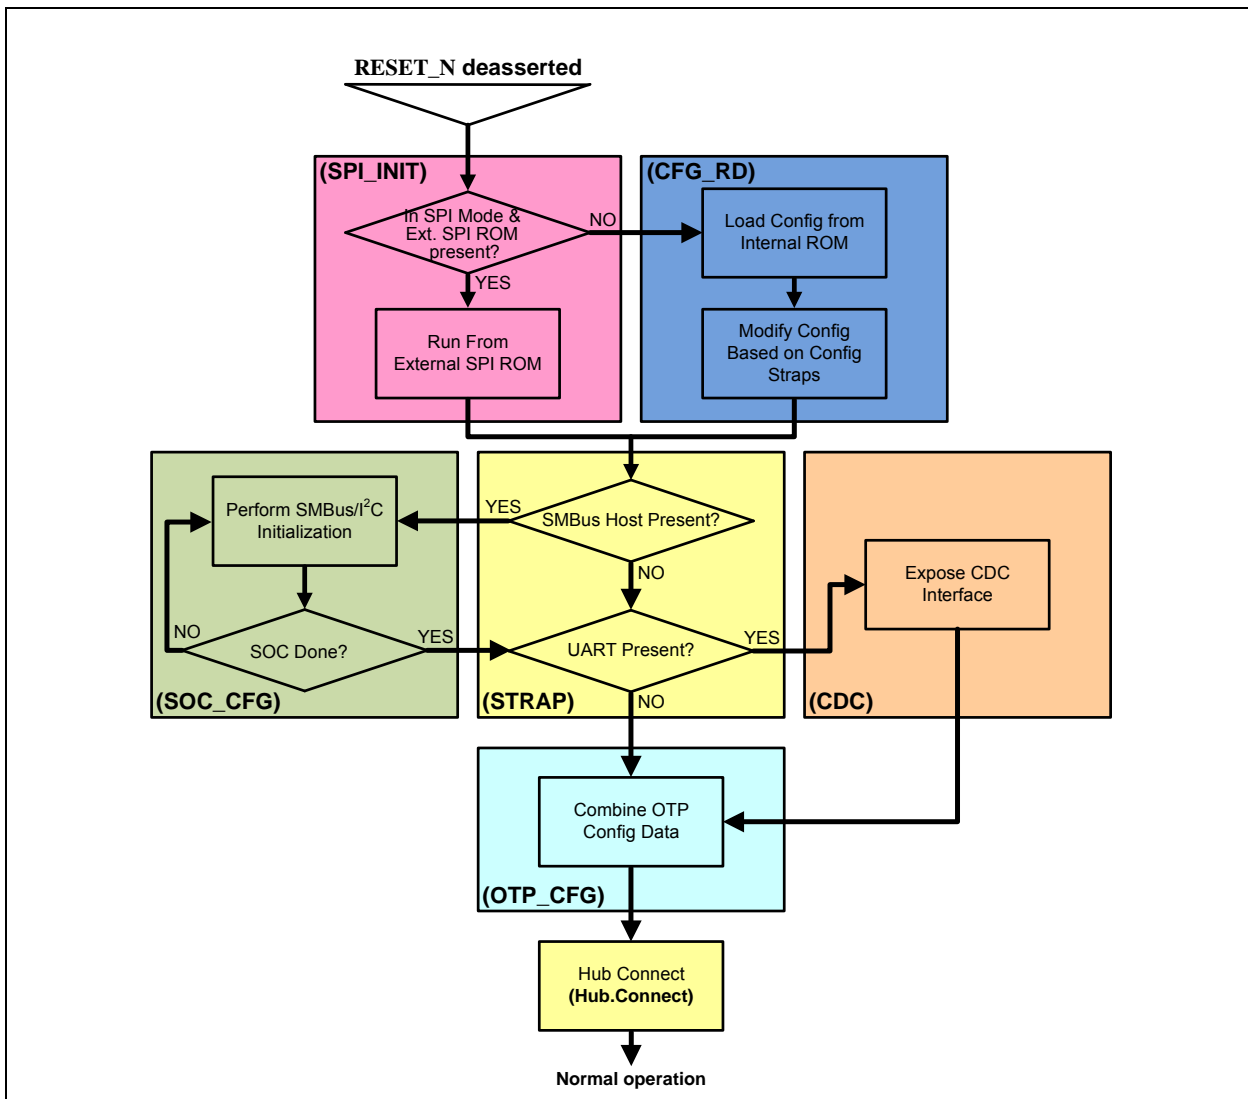 RESET_N deasserted
(SPI_INIT)
In SPI Mode &
Ext. SPI ROM
present?
NO
YES
Run From
External SPI ROM
(CFG_RD)
Load Config from
Internal ROM
Modify Config
Based on Config
Straps
Perform SMBus/I²C
Initialization
SOC Done?
NO
YES
(SOC_CFG)
YES
SMBus Host Present?
NO
UART Present?
YES
NO
(STRAP)
Expose CDC
Interface
(CDC)
Combine OTP
Config Data
(OTP_CFG)
Hub Connect
(Hub.Connect)
Normal operation